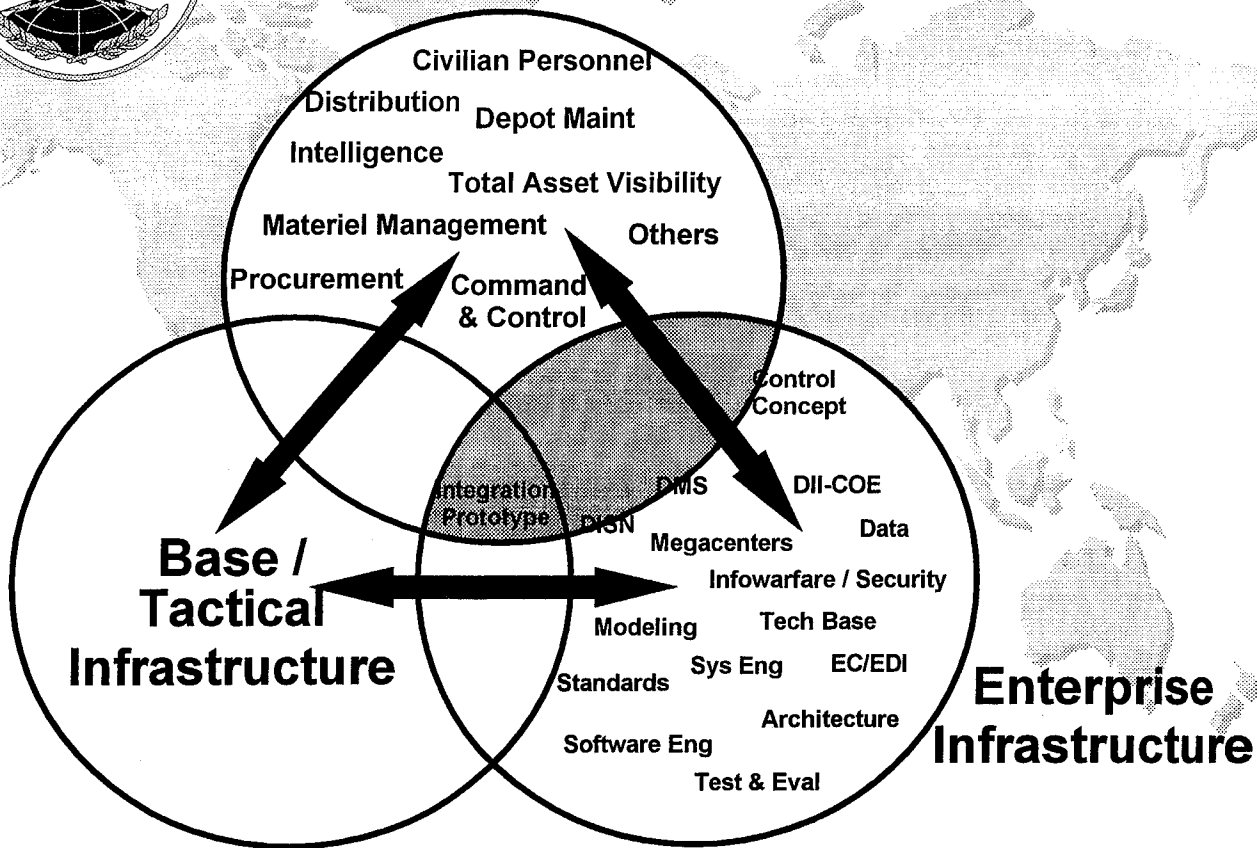 Civilian Personnel
Distribution
Depot Maint
Intelligence
Total Asset Visibility
Materiel Management
Others
Procurement
Command
& Control
Control
Concept
Integration
Prototype
DMS
DII-COE
DISN
Data
Megacenters
Base /
Tactical
Infrastructure
Infowarfare / Security
Modeling
Tech Base
Sys Eng
EC/EDI
Standards
Architecture
Software Eng
Test & Eval
Enterprise
Infrastructure